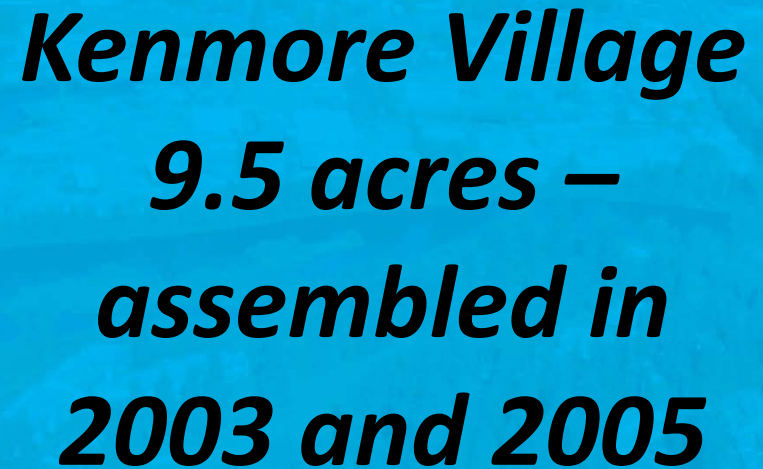 Kenmore Village
9.5 acres –
assembled in
2003 and 2005